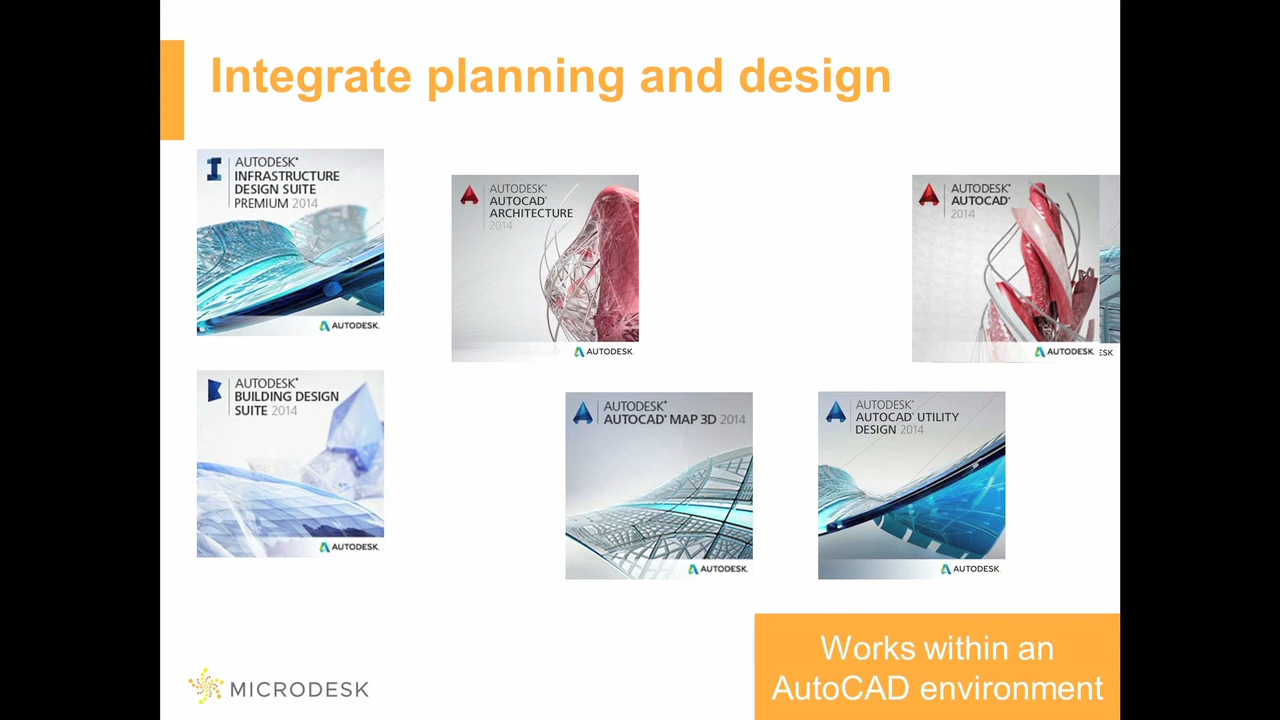 Integrate planning and design
AUTODESK®
INFRASTRUCTURE
DESIGN SUITE
PREMIUM 2014
AUTODESK.
AUTODESK®
AUTOCAD®
ARCHITECTURE
2014
AUTODESK.
AUTODESK®
AUTOCAD®
2014
AUTODESK.
ESK
AUTODESK®
BUILDING DESIGN
SUITE 2014
AUTODESK.
AUTODESK®
AUTOCAD® MAP 3D 2014
AUTODESK.
AUTODESK®
AUTOCAD® UTILITY
DESIGN 2014
AUTODESK.
Works within an
AutoCAD environment
MICRODESK